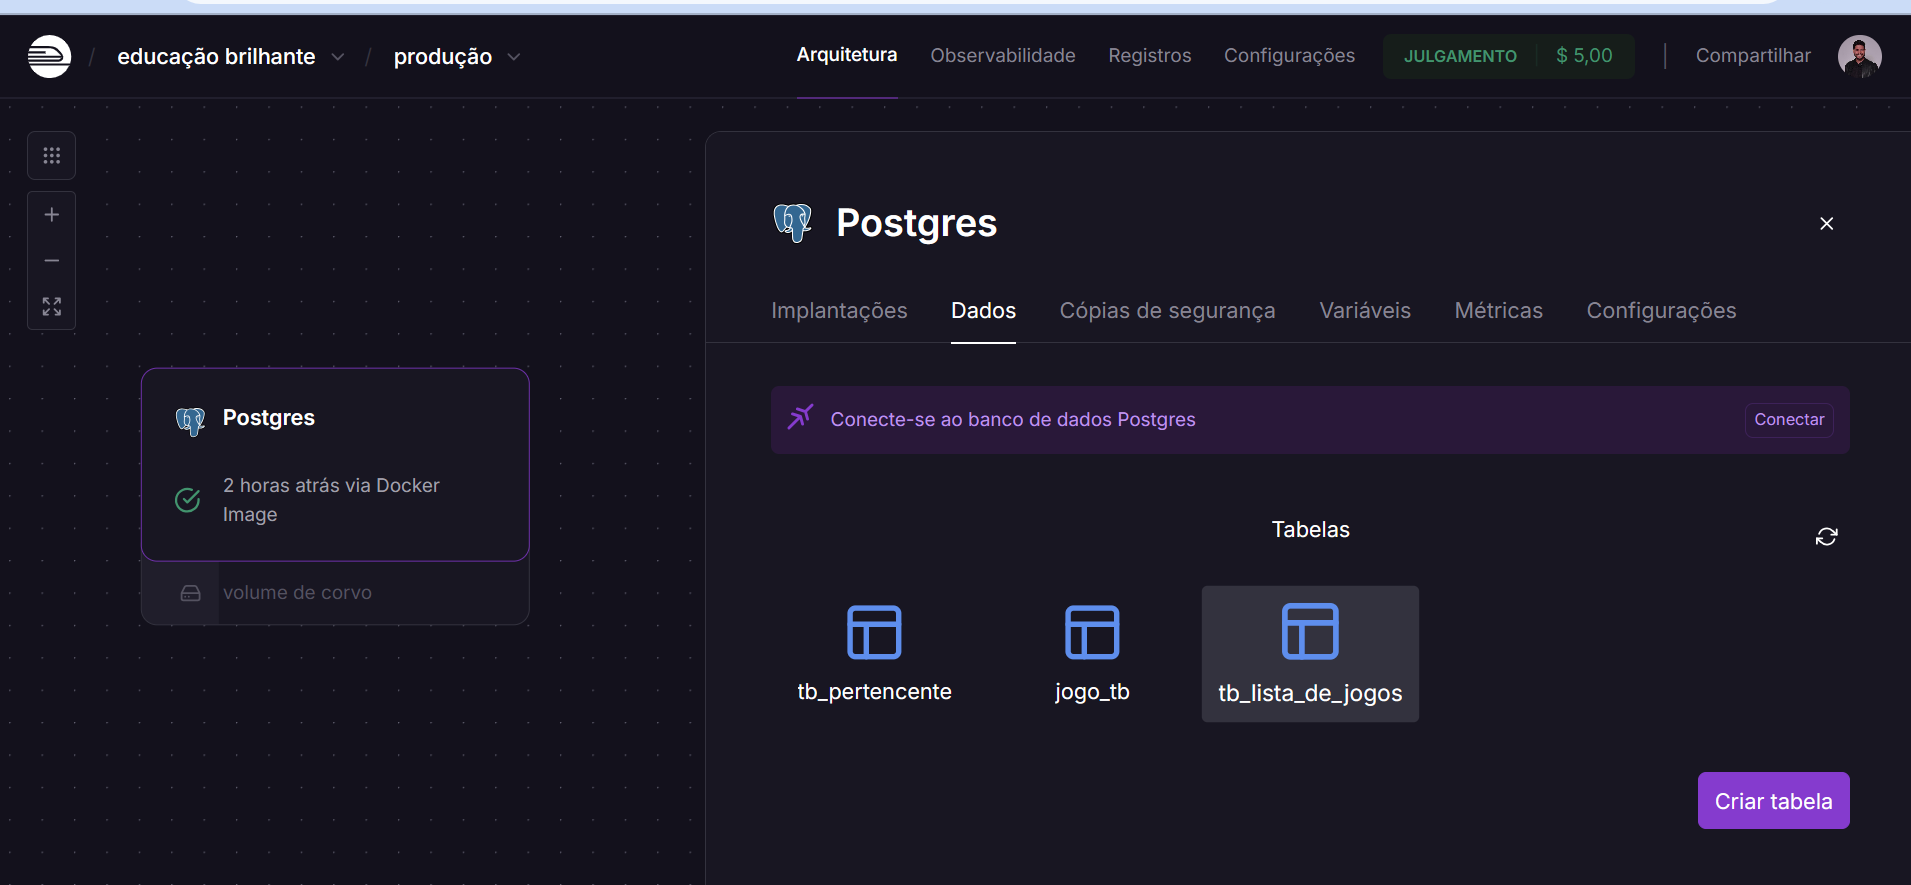 / educação brilhante / produção
Arquitetura Observabilidade Registros Configurações JULGAMENTO $ 5,00 | Compartilhar
Postgres
Implantações Dados Cópias de segurança Variáveis Métricas Configurações
Conecte-se ao banco de dados Postgres Conectar
Postgres
2 horas atrás via Docker
Image
volume de corvo
Tabelas
tb_pertencente jogo_tb tb_lista_de_jogos
Criar tabela